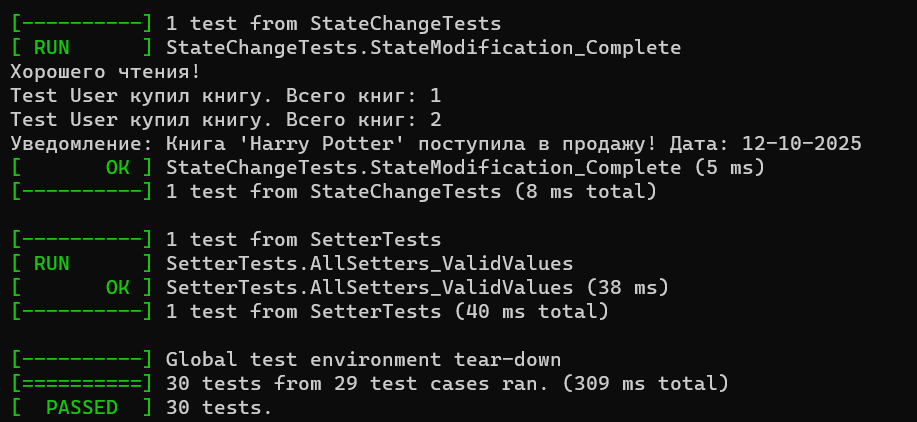 [----------] 1 test from StateChangeTests
[ RUN      ] StateChangeTests.StateModification_Complete
Хорошего чтения!
Test User купил книгу. Всего книг: 1
Test User купил книгу. Всего книг: 2
Уведомление: Книга 'Harry Potter' поступила в продажу! Дата: 12-10-2025
[       OK ] StateChangeTests.StateModification_Complete (5 ms)
[----------] 1 test from StateChangeTests (8 ms total)

[----------] 1 test from SetterTests
[ RUN      ] SetterTests.AllSetters_ValidValues
[       OK ] SetterTests.AllSetters_ValidValues (38 ms)
[----------] 1 test from SetterTests (40 ms total)

[----------] Global test environment tear-down
[==========] 30 tests from 29 test cases ran. (309 ms total)
[  PASSED  ] 30 tests.